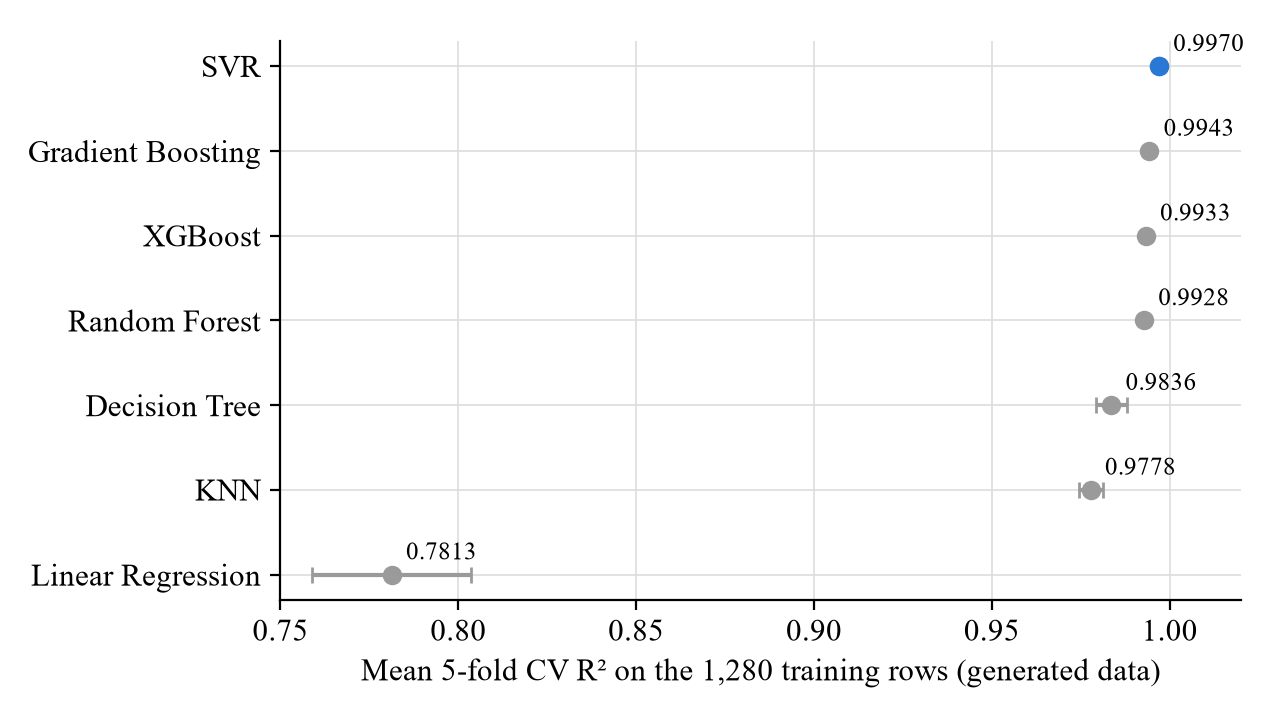 0.9970
SVR
0.9943
Gradient Boosting
0.9933
XGBoost
0.9928
Random Forest
0.9836
Decision Tree
0.9778
KNN
0.7813
Linear Regression
0.75 0.80 0.85 0.90 0.95 1.00
Mean 5-fold CV R² on the 1,280 training rows (generated data)